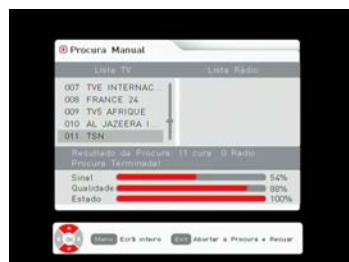 Procura Manual
Lista TV
Lista Rádio
007 TVE INTERNAC...
008 FRANCE 24
009 TV5 AFRIQUE
010 AL JAZEERA I...
011 TSN
Resultado da Procura: 11 cura 0 Radio
Procura Terminada!
Sinal 54%
Qualidade 88%
Estado 100%
OK Menu Ecrã inteiro Exit Abortar a Procura e Recuar